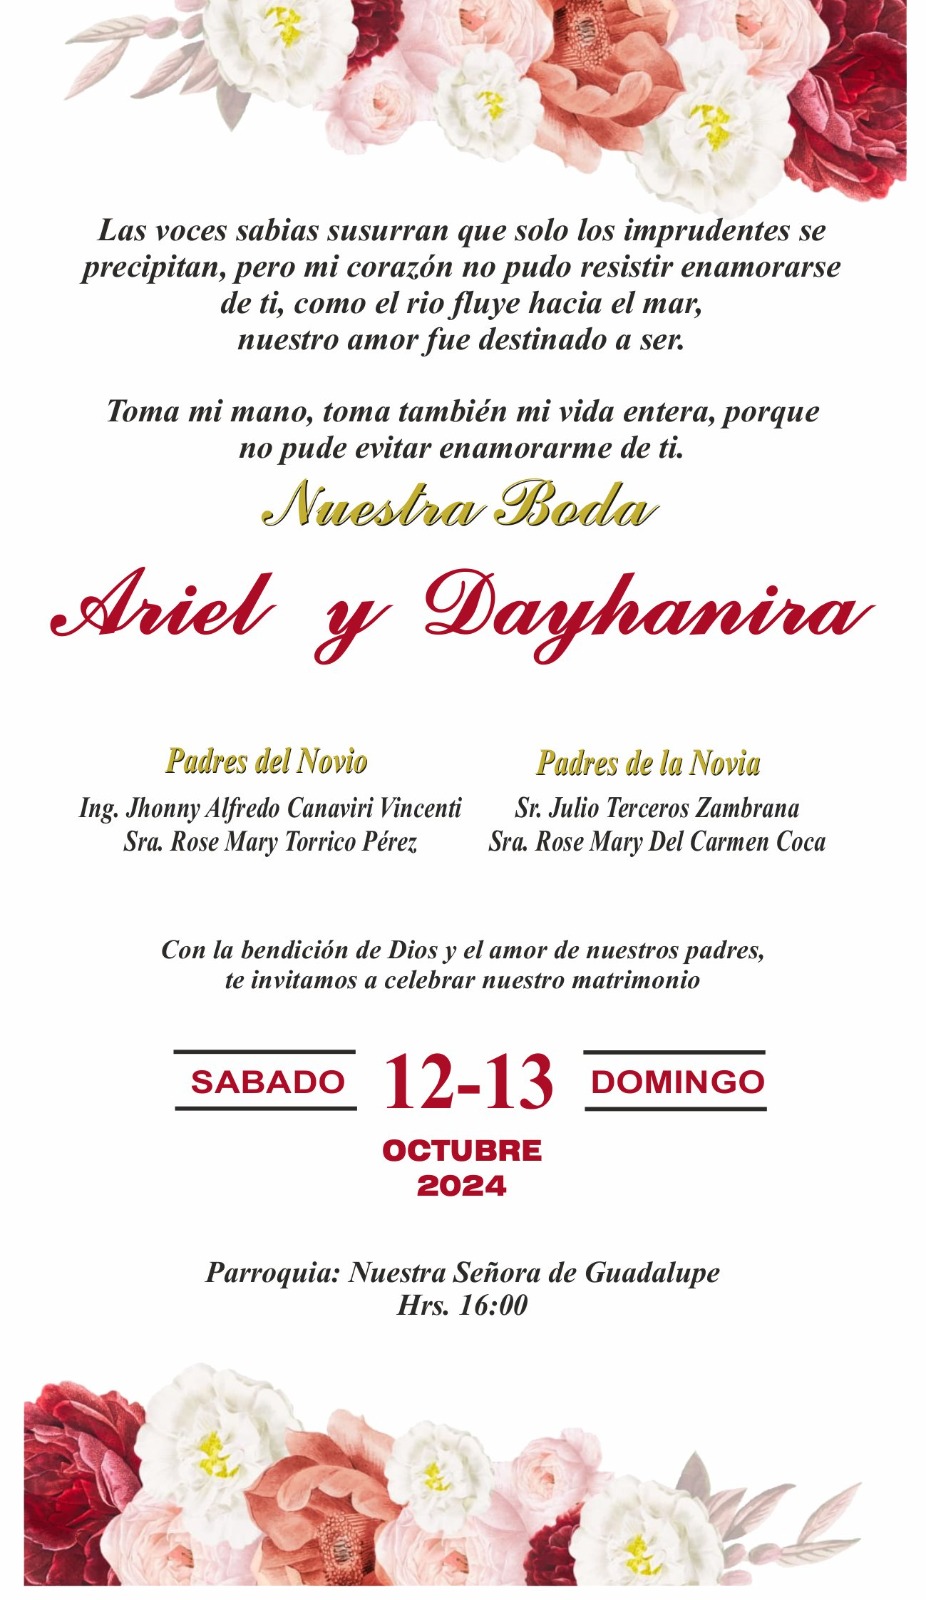 Las voces sabias susurran que solo los imprudentes se
precipitan, pero mi corazón no pudo resistir enamorarse
de ti, como el rio fluye hacia el mar,
nuestro amor fue destinado a ser.
Toma mi mano, toma también mi vida entera, porque
no pude evitar enamorarme de ti.
Nuestra Boda
Ariel y Dayhanira
Padres del Novio
Ing. Jhonny Alfredo Canaviri Vincenti
Sra. Rose Mary Torrico Pérez
Padres de la Novia
Sr. Julio Terceros Zambrana
Sra. Rose Mary Del Carmen Coca
Con la bendición de Dios y el amor de nuestros padres,
te invitamos a celebrar nuestro matrimonio
SABADO 12-13 DOMINGO
OCTUBRE
2024
Parroquia: Nuestra Señora de Guadalupe
Hrs. 16:00